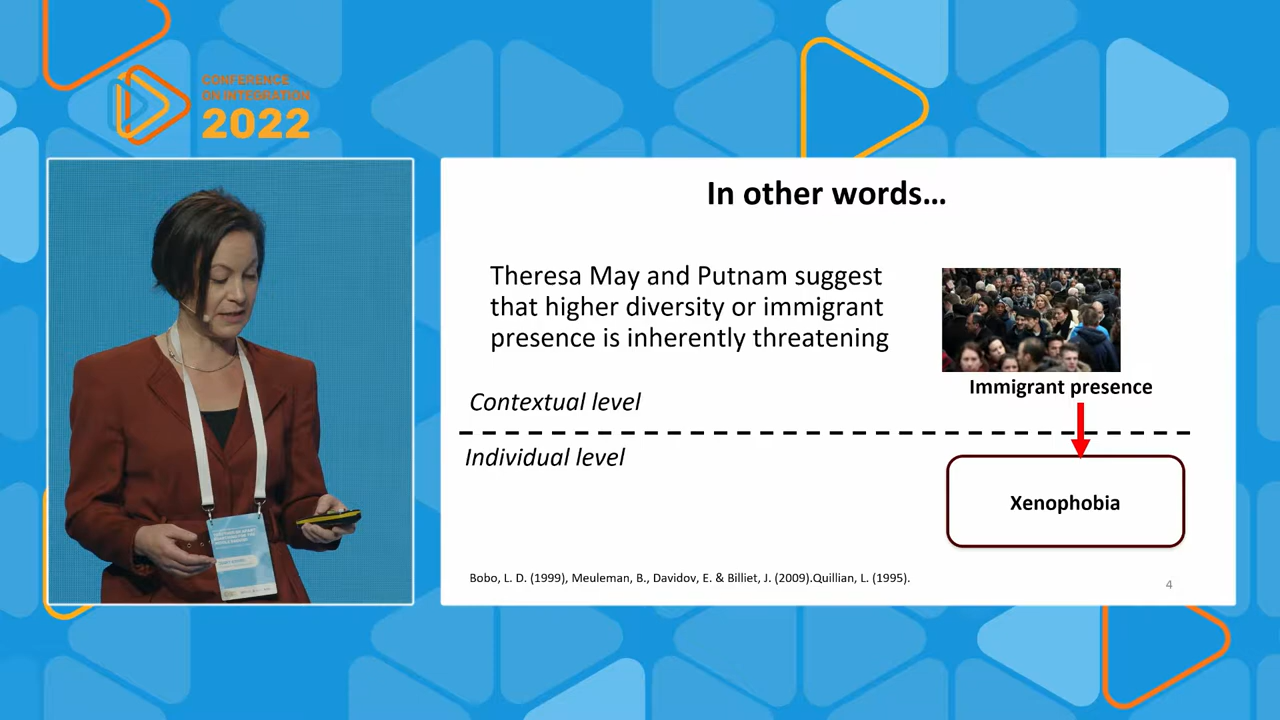 CONFERENCE
ON INTEGRATION
2022
In other words…
Theresa May and Putnam suggest
that higher diversity or immigrant
presence is inherently threatening
Immigrant presence
Contextual level
Individual level
Xenophobia
Bobo, L. D. (1999), Meuleman, B., Davidov, E. & Billiet, J. (2009).Quillian, L. (1995).
4